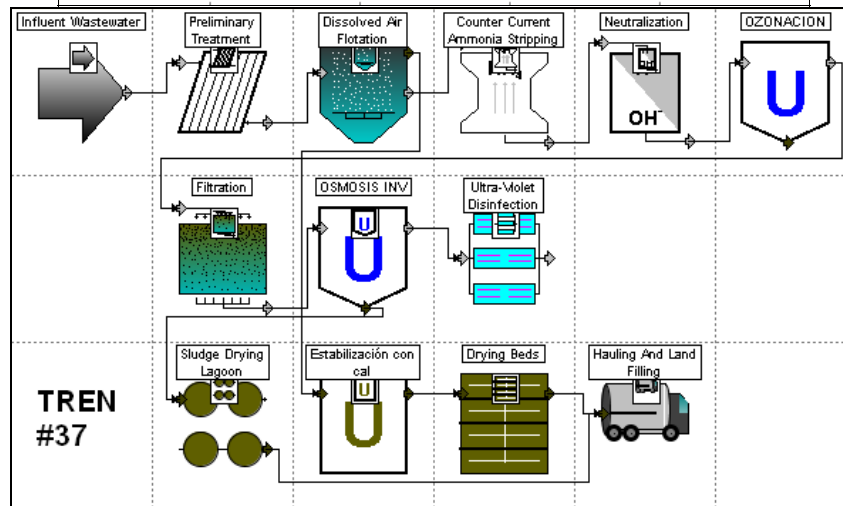 Influent Wastewater
Preliminary
Treatment
Dissolved Air
Flotation
Counter Current
Ammonia Stripping
Neutralization
OZONACION
OH-
U
Filtration
OSMOSIS INV
Ultra-Violet
Disinfection
U
U
Sludge Drying
Lagoon
Estabilización con
cal
Drying Beds
Hauling And Land
Filling
U
U
TREN
#37